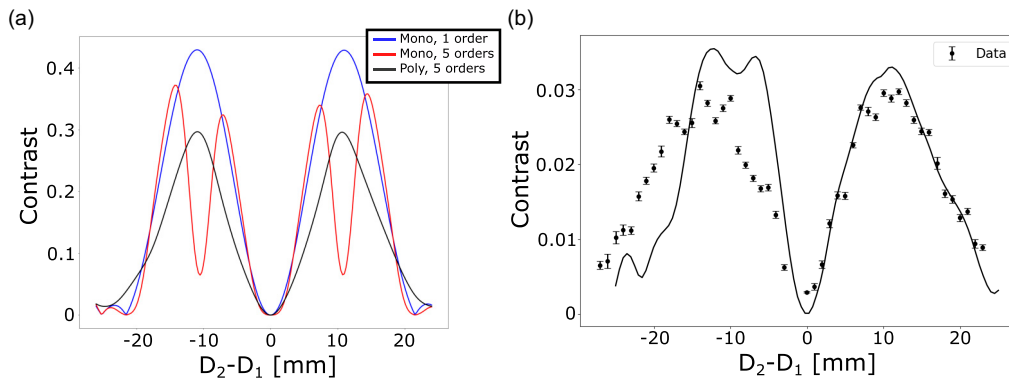 (a)
Contrast
0.4
0.3
0.2
0.1
0
Mono, 1 order
Mono, 5 orders
Poly, 5 orders
-20
-10
0
10
20
D₂-D₁ [mm]
(b)
Contrast
0.03
0.02
0.01
0
Data
-20
-10
0
10
20
D₂-D₁ [mm]